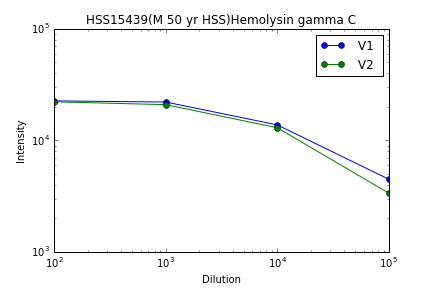 HSS15439(M 50 yr HSS)Hemolysin gamma C
10^5
V1
V2
10^4
Intensity
10^3
10^2 10^3 10^4 10^5
Dilution